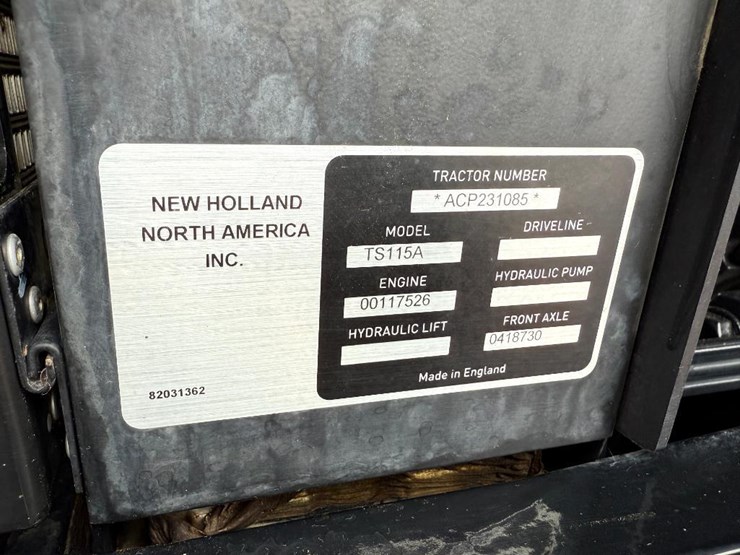 NEW HOLLAND
NORTH AMERICA
INC.
82031362
TRACTOR NUMBER
* ACP231085 *
MODEL
TS115A
DRIVELINE
ENGINE
00117526
HYDRAULIC PUMP
HYDRAULIC LIFT
FRONT AXLE
0418730
Made in England